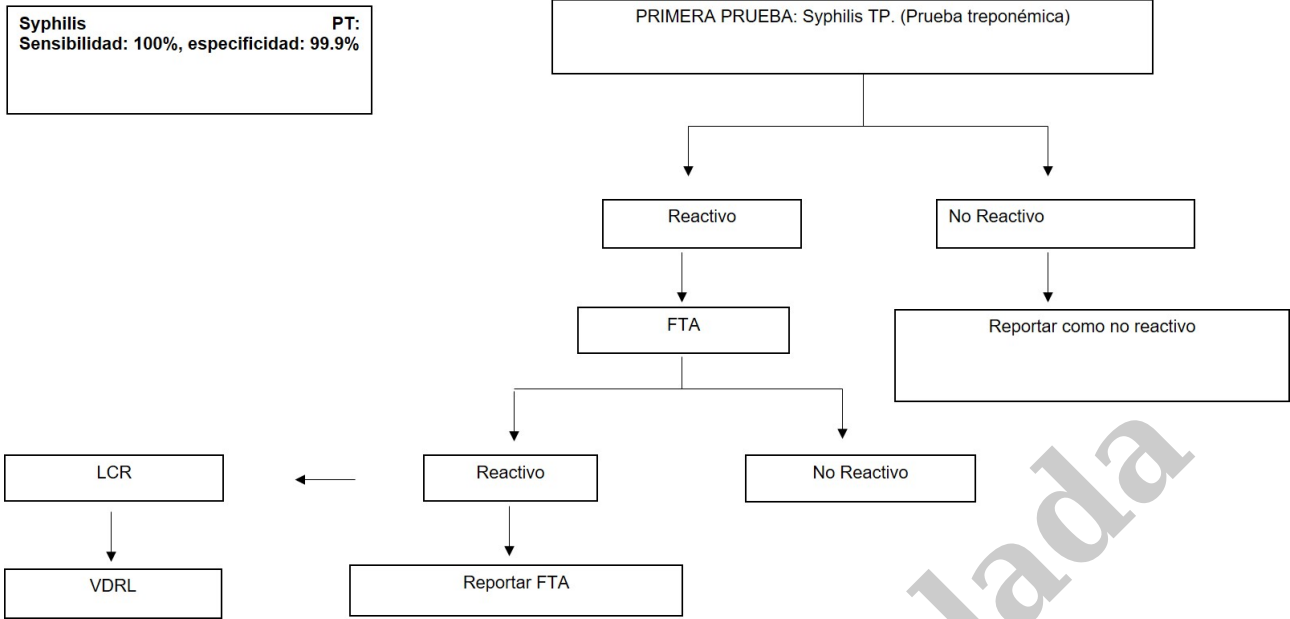 Syphilis PT:
Sensibilidad: 100%, especificidad: 99.9%
PRIMERA PRUEBA: Syphilis TP. (Prueba treponémica)
Reactivo
No Reactivo
FTA
Reportar como no reactivo
LCR
Reactivo
No Reactivo
VDRL
Reportar FTA
lada